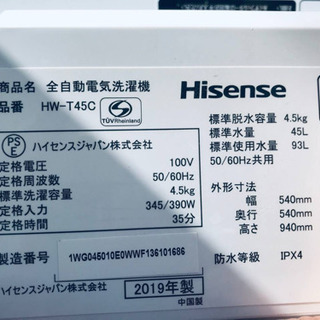 商品名 全自動電気洗濯機
品番 HW-T45C
TÜVRheinland
Hisense
PS
E
ハイセンスジャパン株式会社
定格電圧 100V
定格周波数 50/60Hz
標準洗濯容量 4.5kg
定格入力 345/390W
定格時間 35分
標準脱水容量 4.5kg
標準水量 45L
標準使用水量 93L
50/60Hz共用
外形寸法
幅 540mm
奥行き 540mm
高さ 940mm
製造番号 1WG045010E0WWF136101686
防水等級 IPX4
ハイセンスジャパン株式会社
2019年製
中国製